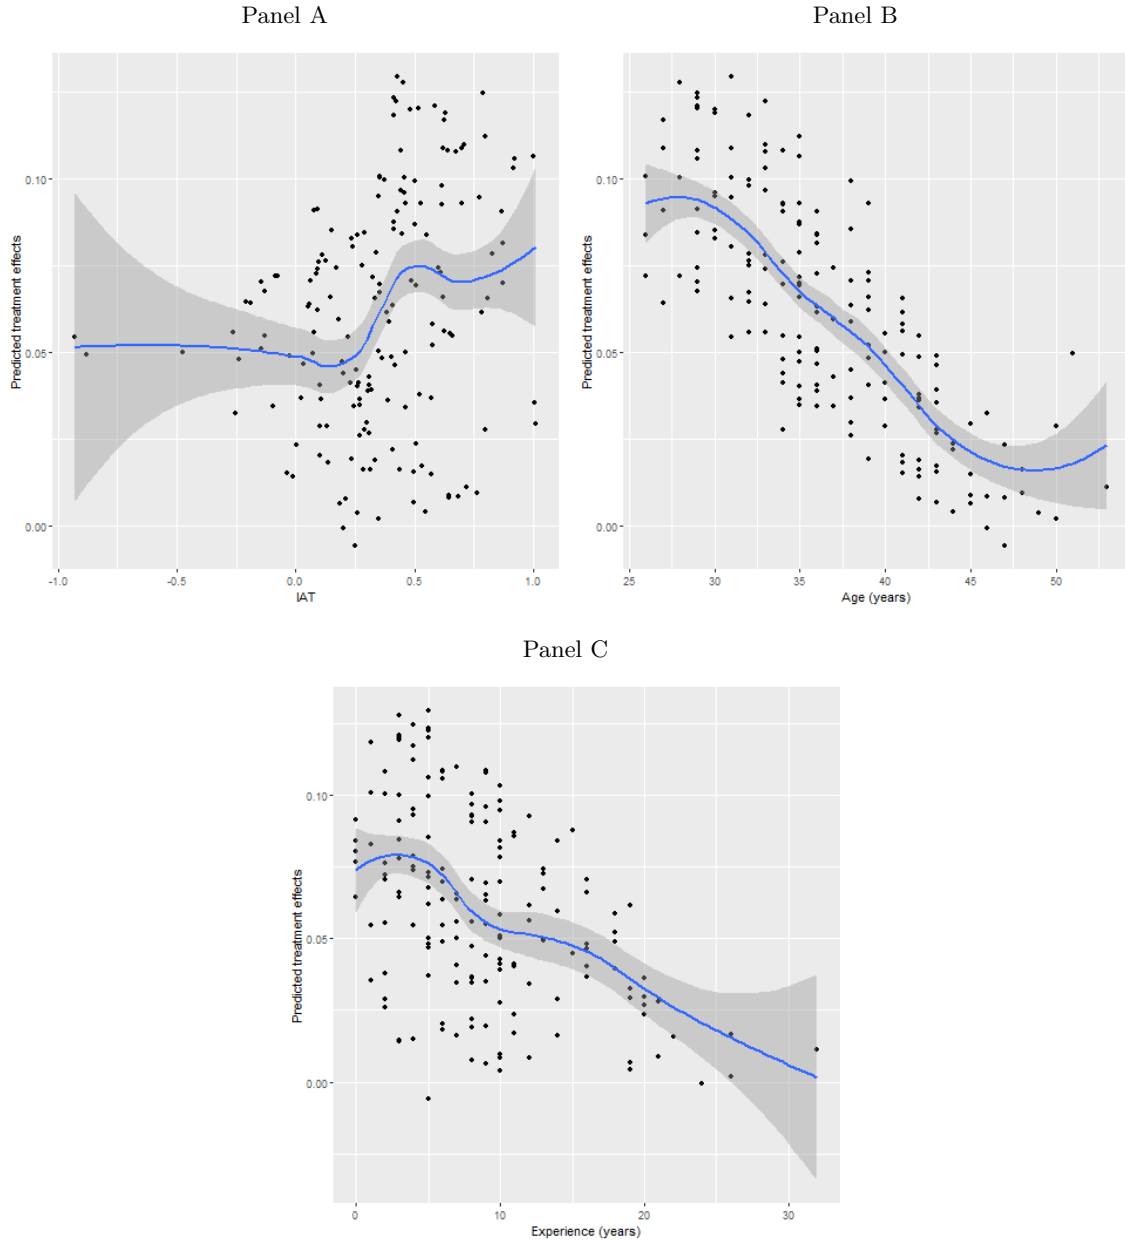 Panel A
Panel B
Predicted treatment effects
0.10
0.05
0.00
-1.0 -0.5 0.0 0.5 1.0
IAT
Predicted treatment effects
0.10
0.05
0.00
25 30 35 40 45 50
Age (years)
Panel C
Predicted treatment effects
0.10
0.05
0.00
0 10 20 30
Experience (years)